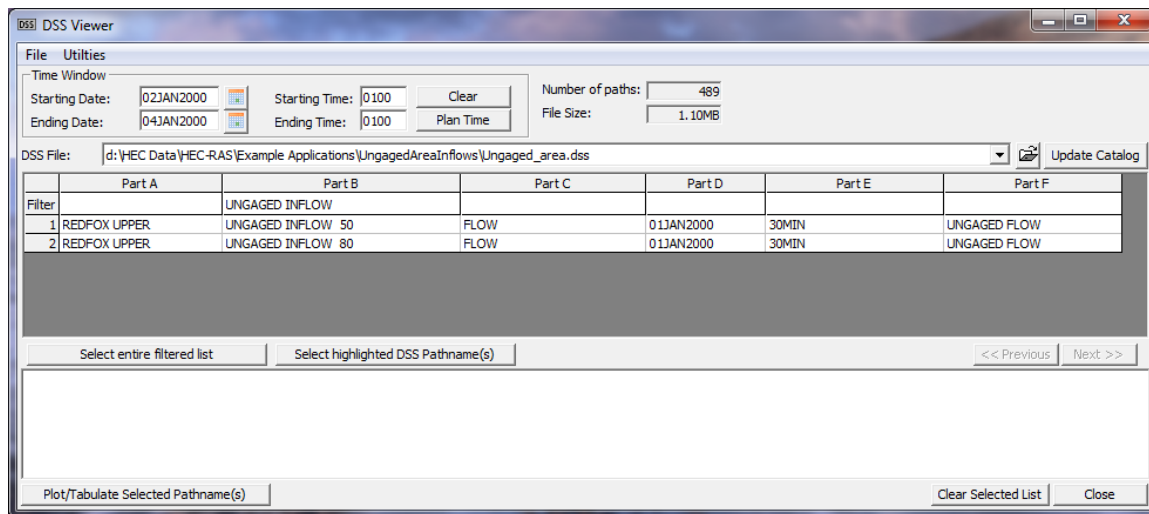 DSS DSS Viewer
File Utilties
Time Window
Starting Date: 02JAN2000 Starting Time: 0100 Clear Number of paths: 489
Ending Date: 04JAN2000 Ending Time: 0100 Plan Time File Size: 1.10MB
DSS File: d:\HEC Data\HEC-RAS\Example Applications\UngagedAreaInflows\Ungaged_area.dss Update Catalog
Part A Part B Part C Part D Part E Part F
Filter UNGAGED INFLOW
1 REDFOX UPPER UNGAGED INFLOW 50 FLOW 01JAN2000 30MIN UNGAGED FLOW
2 REDFOX UPPER UNGAGED INFLOW 80 FLOW 01JAN2000 30MIN UNGAGED FLOW
Select entire filtered list Select highlighted DSS Pathname(s) << Previous Next >>
Plot/Tabulate Selected Pathname(s) Clear Selected List Close